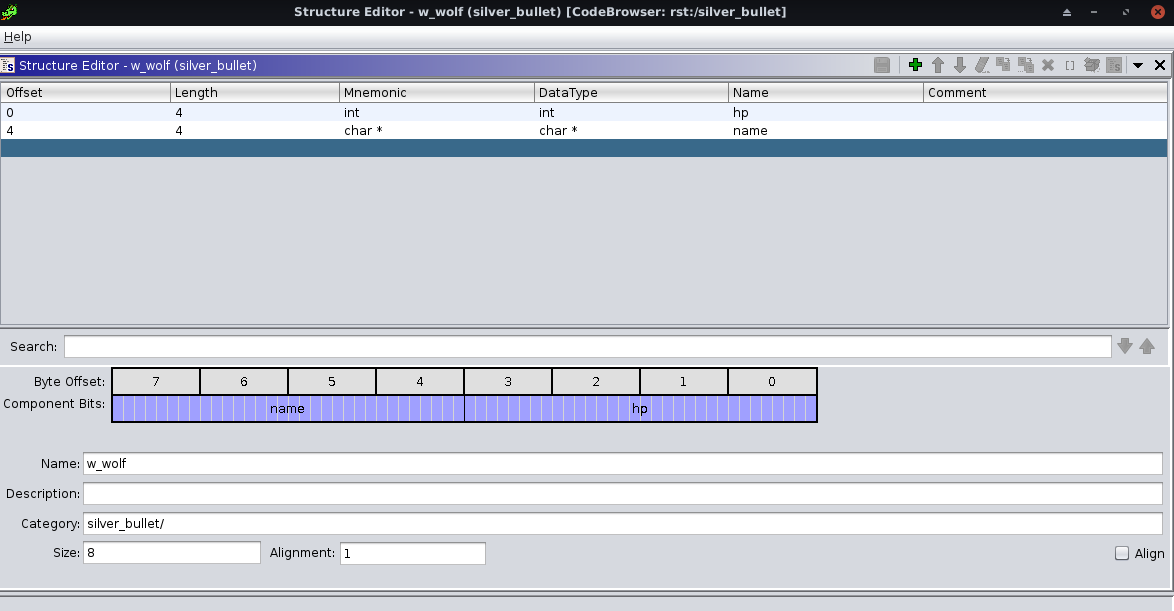 Structure Editor - w_wolf (silver_bullet) [CodeBrowser: rst:/silver_bullet]
Help
Structure Editor - w_wolf (silver_bullet)
Offset Length Mnemonic DataType Name Comment
0 4 int int hp
4 4 char * char * name
Search:
Byte Offset: 7 6 5 4 3 2 1 0
Component Bits: name hp
Name: w_wolf
Description:
Category: silver_bullet/
Size: 8 Alignment: 1 Align